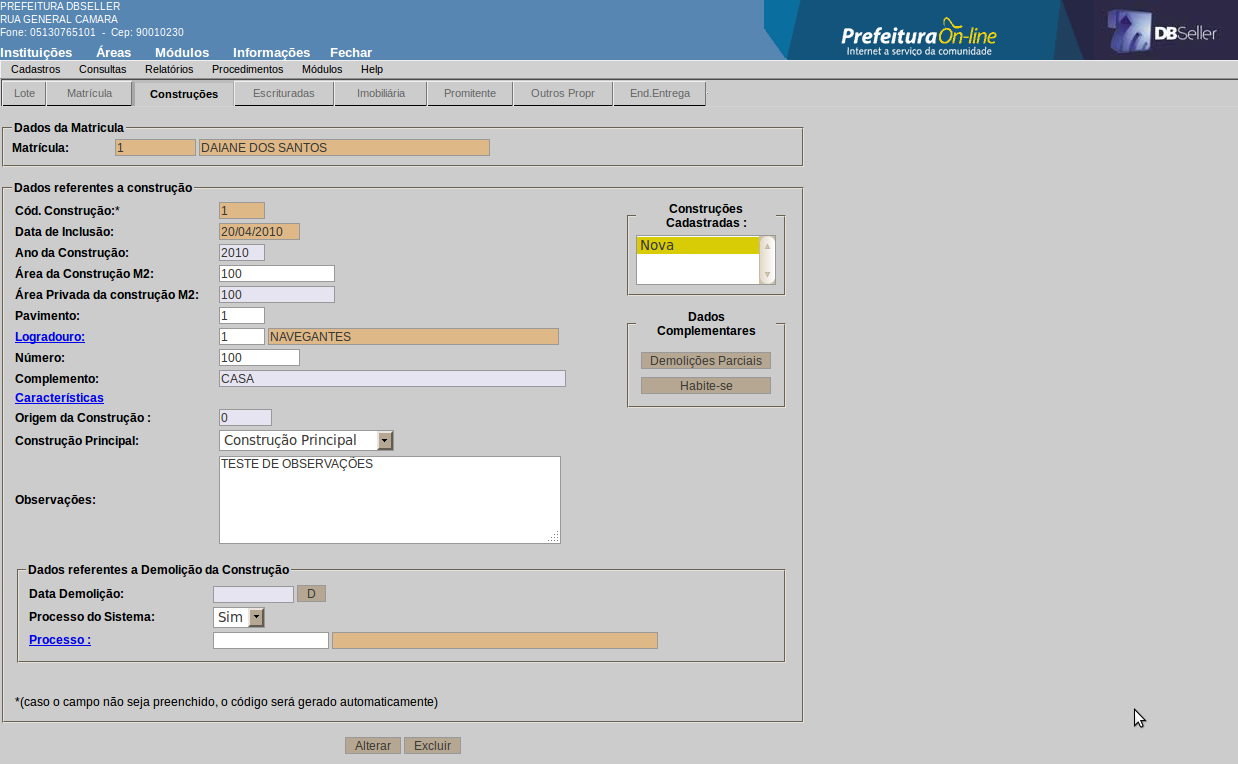 PREFEITURA DBSELLER
RUA GENERAL CAMARA
Fone: 05130765101 - Cep: 90010230
Instituições Áreas Módulos Informações Fechar
Prefeitura On-line
Internet a serviço da comunidade
DBSeller
Cadastros Consultas Relatórios Procedimentos Módulos Help
Lote Matrícula Construções Escrituradas Imobiliária Promitente Outros Propr End.Entrega
Dados da Matricula
Matrícula: 1 DAIANE DOS SANTOS
Dados referentes a construção
Cód. Construção:* 1
Data de Inclusão: 20/04/2010
Ano da Construção: 2010
Área da Construção M2: 100
Área Privada da construção M2: 100
Pavimento: 1
Logradouro: 1 NAVEGANTES
Número: 100
Complemento: CASA
Características
Origem da Construção : 0
Construção Principal: Construção Principal
Observações: TESTE DE OBSERVAÇÕES
Construções
Cadastradas :
Nova
Dados
Complementares
Demolições Parciais
Habite-se
Dados referentes a Demolição da Construção
Data Demolição: D
Processo do Sistema: Sim
Processo :
*(caso o campo não seja preenchido, o código será gerado automaticamente)
Alterar Excluir